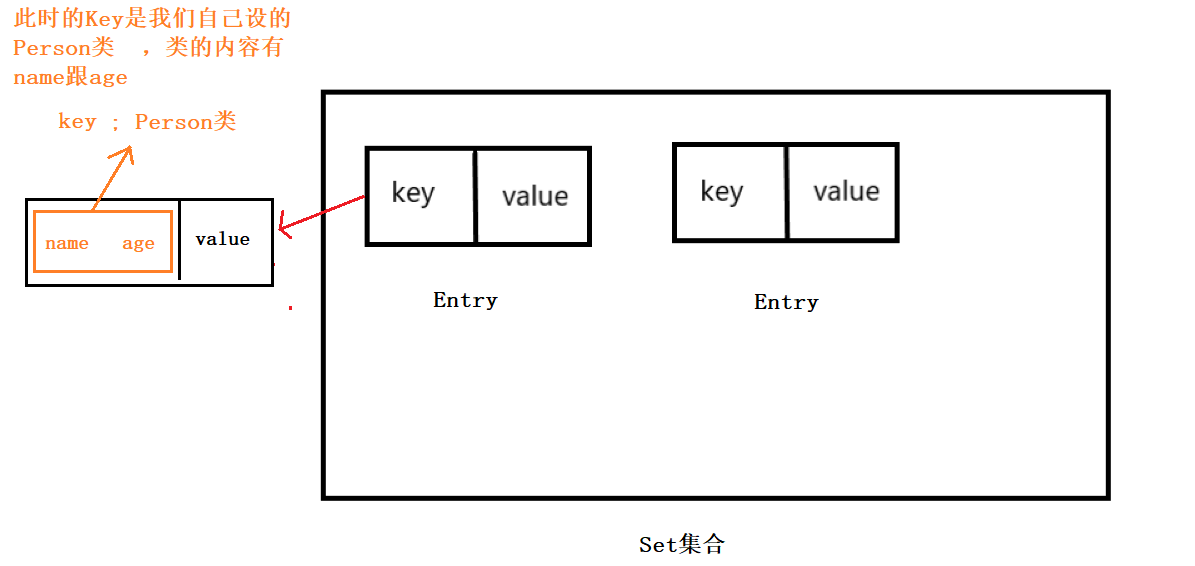 此时的Key是我们自己设的
Person类 ，类的内容有
name跟age
key ; Person类
key value
key value
name age value
Entry
Entry
Set集合